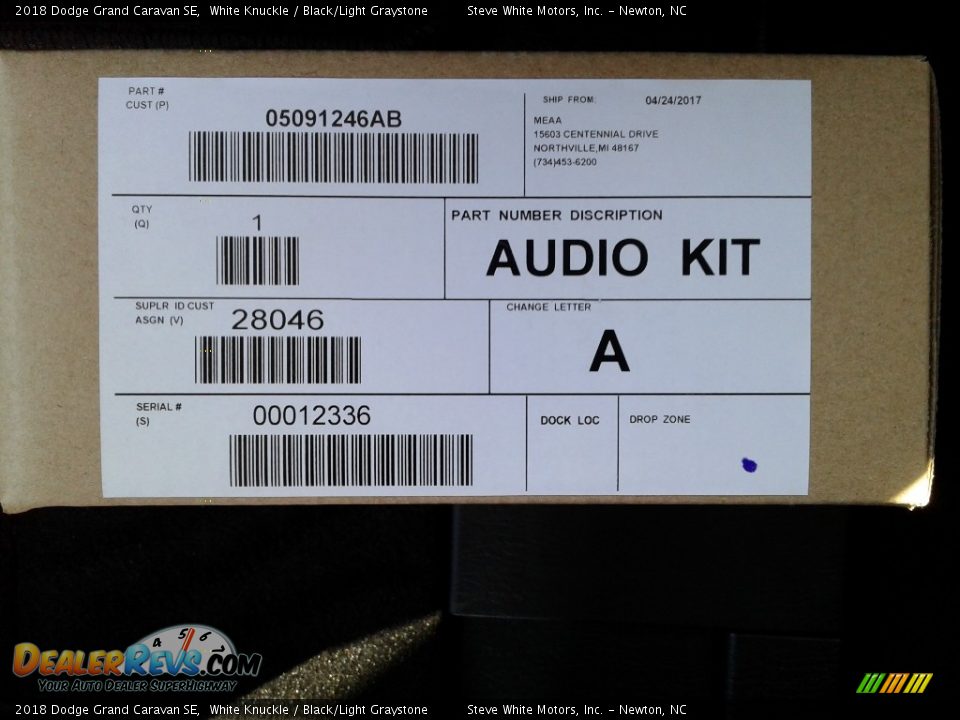 2018 Dodge Grand Caravan SE, White Knuckle / Black/Light Graystone Steve White Motors, Inc. - Newton, NC
PART #
CUST (P)
05091246AB
SHIP FROM: 04/24/2017
MEAA
15603 CENTENNIAL DRIVE
NORTHVILLE,MI 48167
(734)453-6200
QTY
(Q)
1
PART NUMBER DISCRIPTION
AUDIO KIT
SUPLR ID CUST
ASGN (V)
28046
CHANGE LETTER
A
SERIAL #
(S)
00012336
DOCK LOC
DROP ZONE
4 5 6 7
DEALERREVS.COM
YOUR AUTO DEALER SUPERHIGHWAY
2018 Dodge Grand Caravan SE, White Knuckle / Black/Light Graystone Steve White Motors, Inc. - Newton, NC